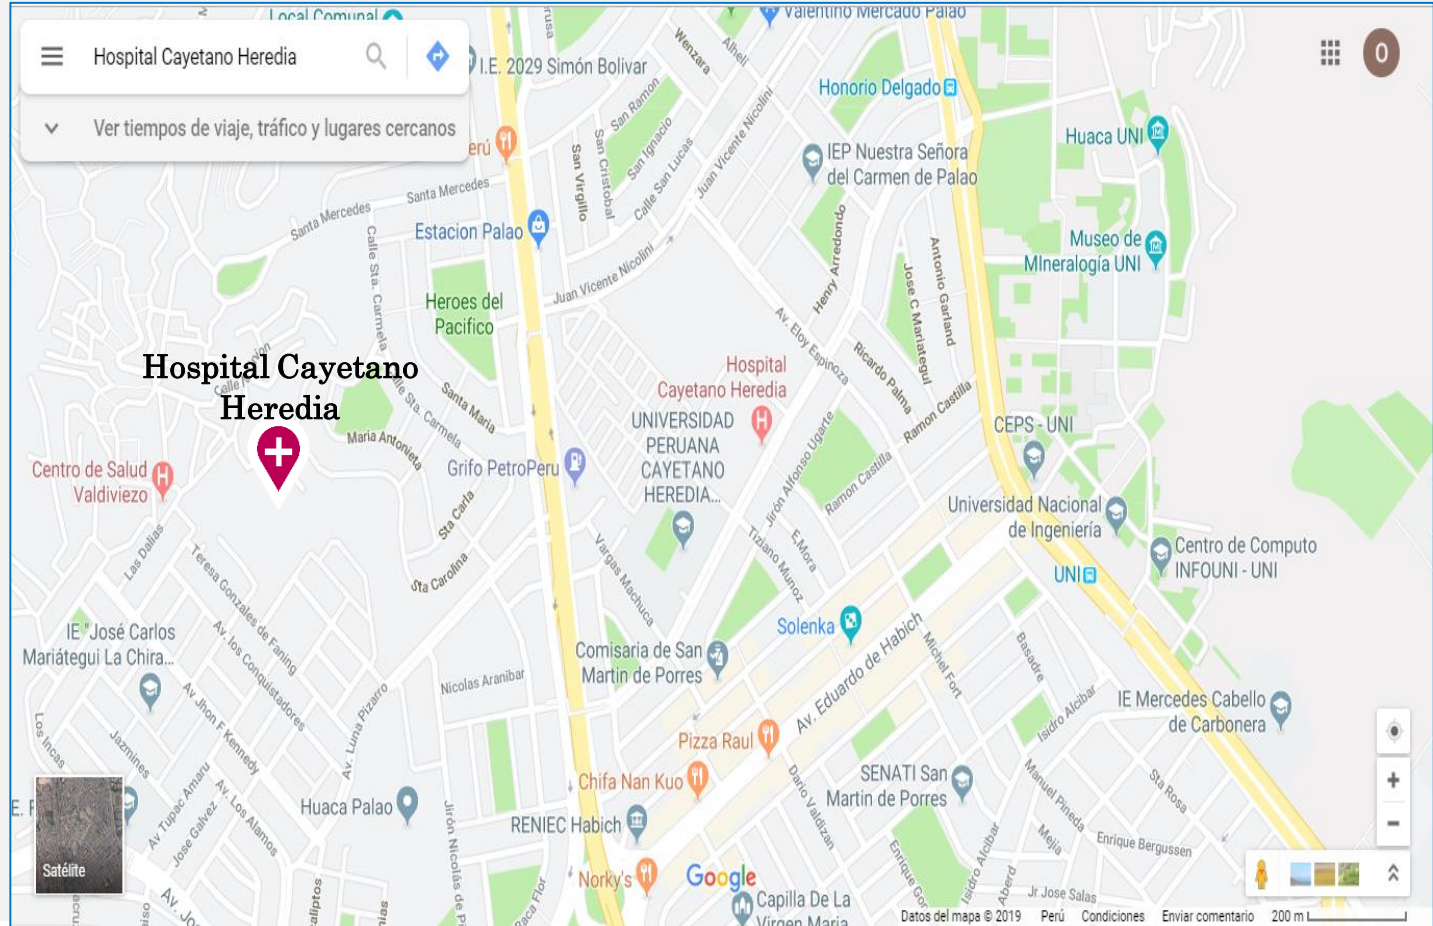 Local Comunal
Valentino Mercado Palao
Hospital Cayetano Heredia
I.E. 2029 Simón Bolivar
Wenzara
Alheli
Honorio Delgado
O
Ver tiempos de viaje, tráfico y lugares cercanos
San Ramon
San Ignacio
San Cristobal
San Virgilio
Calle San Lucas
Juan Vicente Nicolini
IEP Nuestra Señora
del Carmen de Palao
Huaca UNI
Santa Mercedes
Santa Mercedes
Estacion Palao
Calle Sta. Carmela
Juan Vicente Nicolini
Henry Arredondo
Antonio Garland
Jose C Mariategui
Museo de
MIneralogía UNI
Heroes del
Pacifico
Av. Eloy Espinoza
Ricardo Palma
Ramon Castilla
Hospital Cayetano
Heredia
Hospital
Cayetano Heredia
Santa Maria
Calle Sta. Carmela
Maria Antonieta
UNIVERSIDAD
PERUANA
CAYETANO
HEREDIA...
Jirón Alfonso Ugarte
Ramon Castilla
CEPS - UNI
Centro de Salud
Valdiviezo
Grifo PetroPeru
Sta Carla
Sta Carolina
Universidad Nacional
de Ingeniería
Centro de Computo
INFOUNI - UNI
UNI
Las Dalias
Teresa Gonzales de Faning
Vargas Machuca
Tiziano Munoz
E.Mora
Solenka
IE "José Carlos
Mariátegui La Chira...
Av. los Conquistadores
Comisaria de San
Martin de Porres
Nicolas Aranibar
Av. Eduardo de Habich
Michel Fort
Basadre
Isidro Alcibar
IE Mercedes Cabello
de Carbonera
Los Incas
Jazmines
Av Jhon F Kennedy
Av. Luna Pizarro
Pizza Raul
Chifa Nan Kuo
Dario Valdizan
SENATI San
Martin de Porres
Manuel Pineda
Sta Rosa
Av. Tupac Amaru
Jose Galvez
Av. Los Alamos
Huaca Palao
RENIEC Habich
Mejia
Enrique Bergussen
Isidro Alcibar
Satélite
Norky's
Google
Capilla De La
Virgen Maria
Aberd
Jr Jose Salas
Datos del mapa © 2019 Perú Condiciones Enviar comentario 200 m